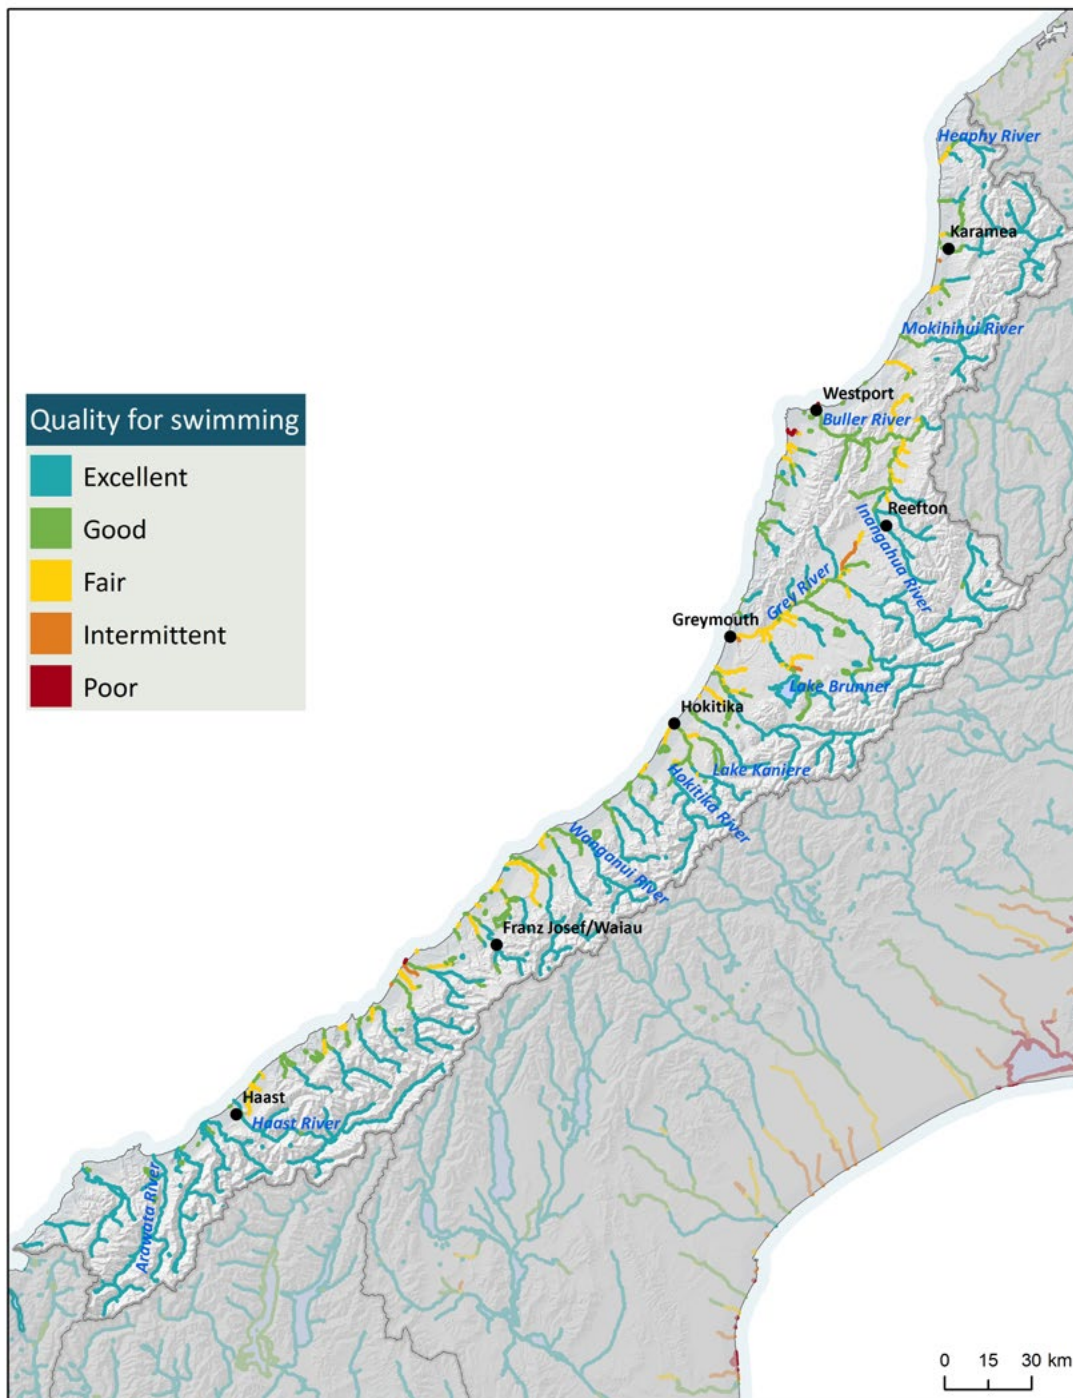 Heaphy River
Karamea
Mokihinui River
Westport
Buller River
Quality for swimming
Excellent
Good
Fair
Intermittent
Poor
Reefton
Inangahua River
Grey River
Greymouth
Lake Brunner
Hokitika
Lake Kaniere
Hokitika River
Wanganui River
Franz Josef/Waiau
Haast
Haast River
Arawata River
0 15 30 km